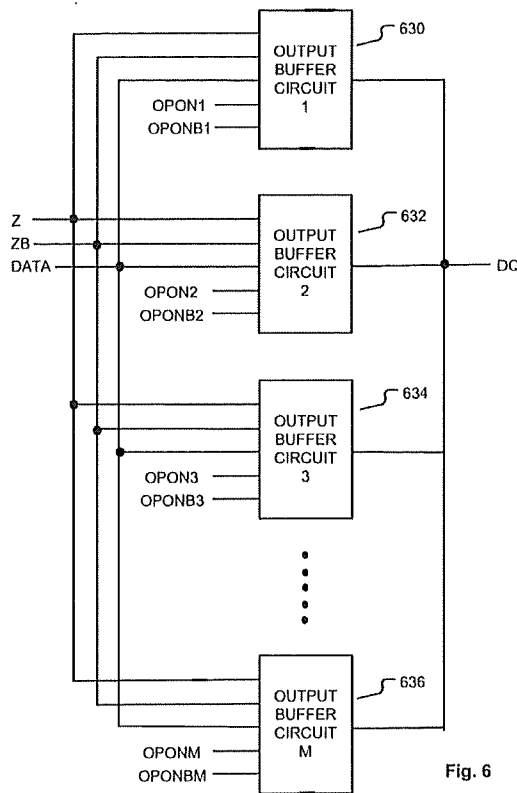 OUTPUT
BUFFER
CIRCUIT
1
630
OPON1
OPONB1
Z
ZB
DATA
OUTPUT
BUFFER
CIRCUIT
2
632
OPON2
OPONB2
DQ
OUTPUT
BUFFER
CIRCUIT
3
634
OPON3
OPONB3
OUTPUT
BUFFER
CIRCUIT
M
636
OPONM
OPONBM
Fig. 6